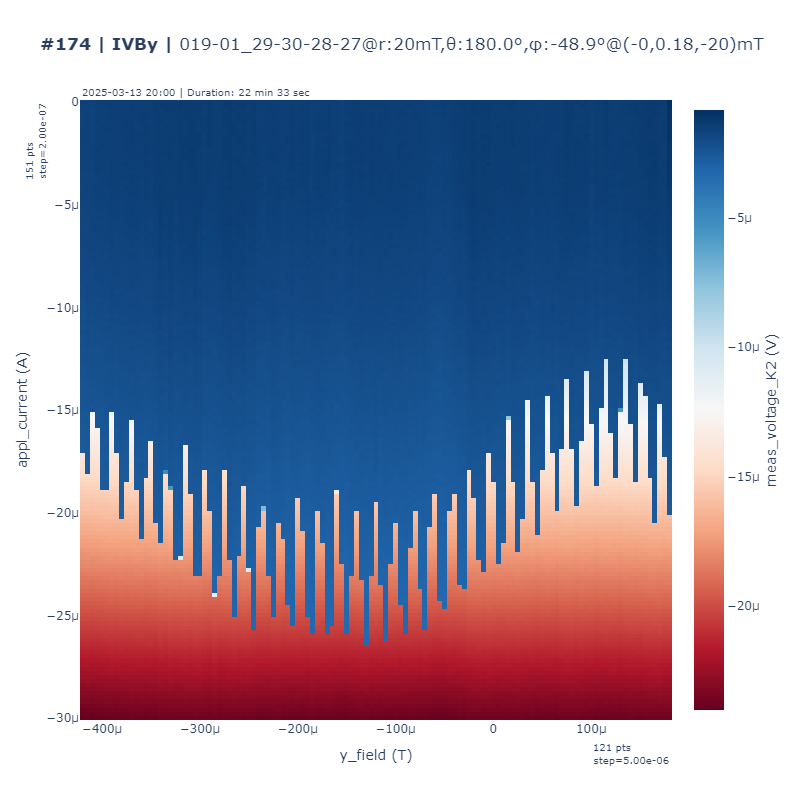 #174 | IVBy | 019-01_29-30-28-27@r:20mT,θ:180.0º,φ:-48.9º@(-0,0.18,-20)mT
2025-03-13 20:00 | Duration: 22 min 33 sec
151 pts
step=2.00e-07
appl_current (A)
0
−5μ
−10μ
−15μ
−20μ
−25μ
−30μ
−400μ
−300μ
−200μ
−100μ
0
100μ
y_field (T)
121 pts
step=5.00e-06
−5μ
−10μ
−15μ
−20μ
meas_voltage_K2 (V)